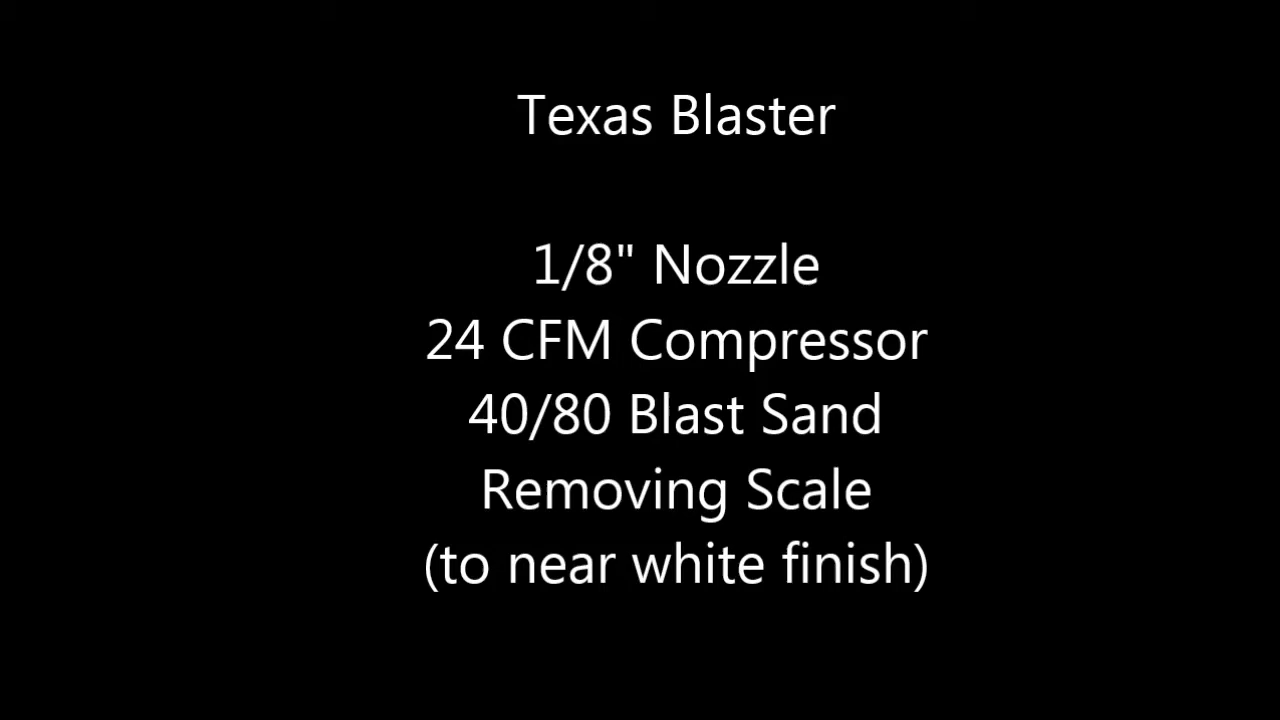 Texas Blaster
1/8" Nozzle
24 CFM Compressor
40/80 Blast Sand
Removing Scale
(to near white finish)